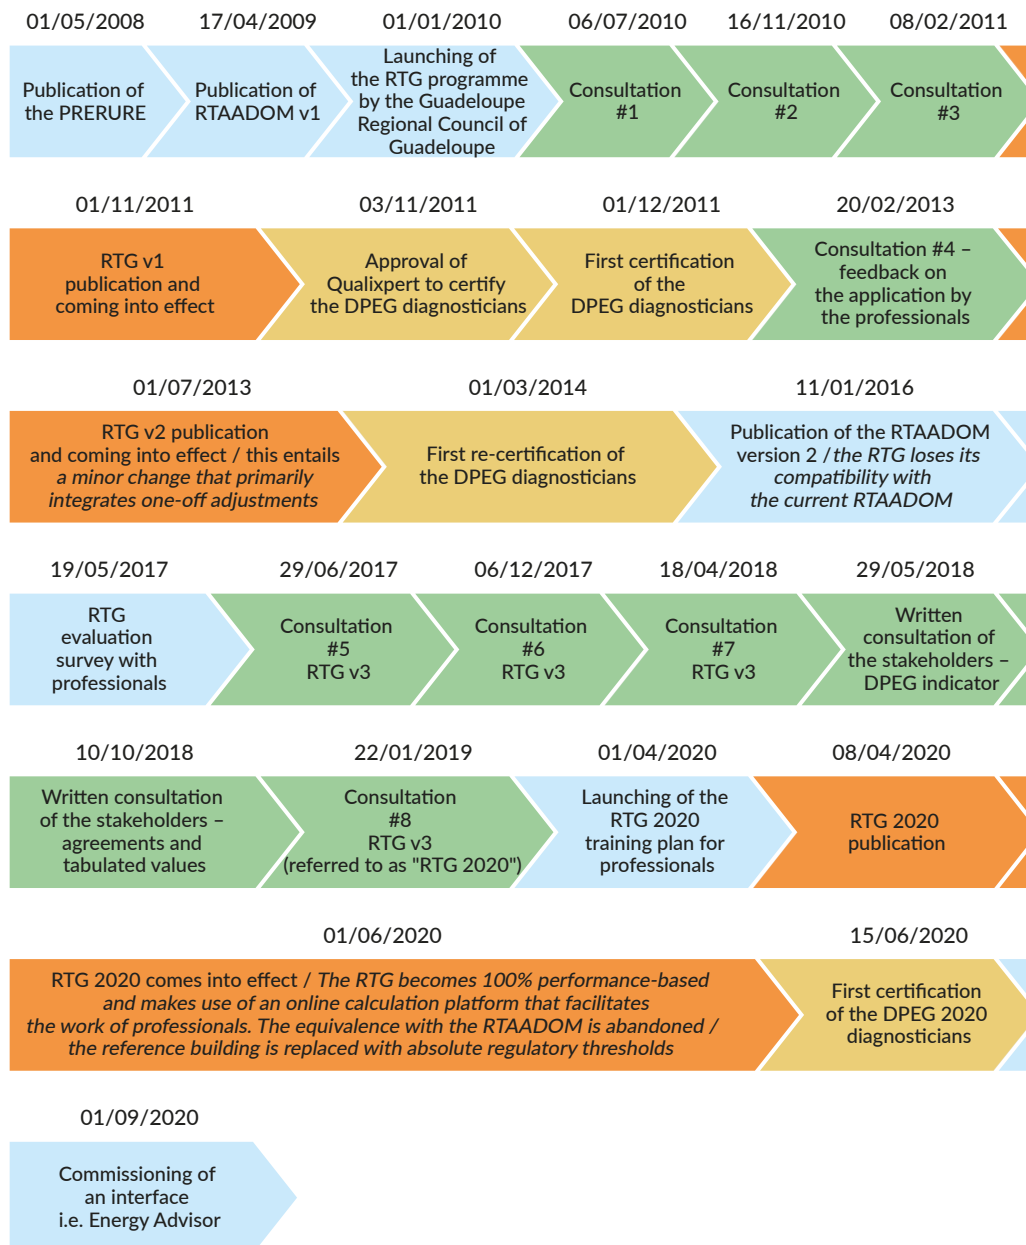 01/05/2008
17/04/2009
01/01/2010
06/07/2010
16/11/2010
08/02/2011
Publication of
the PRERURE
Publication of
RTAADOM v1
Launching of
the RTG programme
by the Guadeloupe
Regional Council of
Guadeloupe
Consultation
#1
Consultation
#2
Consultation
#3
01/11/2011
03/11/2011
01/12/2011
20/02/2013
RTG v1
publication and
coming into effect
Approval of
Qualixpert to certify
the DPEG diagnosticians
First certification
of the
DPEG diagnosticians
Consultation #4 –
feedback on
the application by
the professionals
01/07/2013
01/03/2014
11/01/2016
RTG v2 publication
and coming into effect / this entails
a minor change that primarily
integrates one-off adjustments
First re-certification of
the DPEG diagnosticians
Publication of the RTAADOM
version 2 / the RTG loses its
compatibility with
the current RTAADOM
19/05/2017
29/06/2017
06/12/2017
18/04/2018
29/05/2018
RTG
evaluation
survey with
professionals
Consultation
#5
RTG v3
Consultation
#6
RTG v3
Consultation
#7
RTG v3
Written
consultation of
the stakeholders –
DPEG indicator
10/10/2018
22/01/2019
01/04/2020
08/04/2020
Written consultation
of the stakeholders –
agreements and
tabulated values
Consultation
#8
RTG v3
(referred to as "RTG 2020")
Launching of the
RTG 2020
training plan for
professionals
RTG 2020
publication
01/06/2020
15/06/2020
RTG 2020 comes into effect / The RTG becomes 100% performance-based
and makes use of an online calculation platform that facilitates
the work of professionals. The equivalence with the RTAADOM is abandoned /
the reference building is replaced with absolute regulatory thresholds
First certification
of the DPEG 2020
diagnosticians
01/09/2020
Commissioning of
an interface
i.e. Energy Advisor